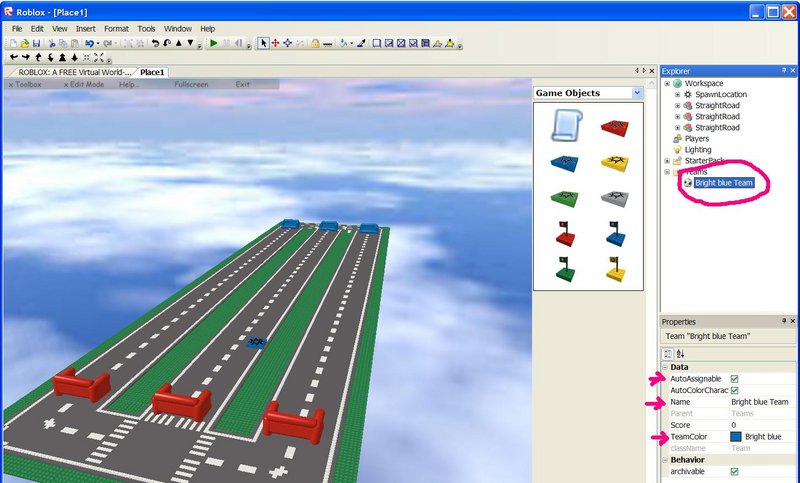 Roblox - [Place1]
File Edit View Insert Format Tools Window
ROBLOX: A FREE Virtual World-... Place1
x Toolbox x Edit Mode Help... Fullscreen Exit
Game Objects
Explorer
Workspace
SpawnLocation
StraightRoad
StraightRoad
StraightRoad
Players
Lighting
StarterPack
Teams
Bright blue Team
Properties
Team "Bright blue Team"
Data
AutoAssignable
AutoColorCharac
Name Bright blue Team
Parent Teams
Score 0
TeamColor Bright blue
className Team
Behavior
archivable